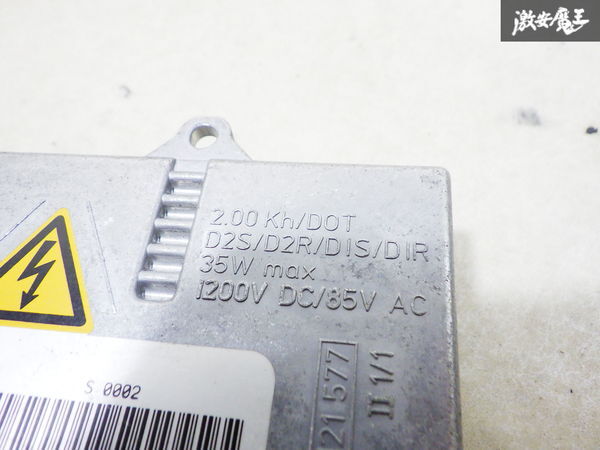 激安魔王
2.00 Kh/DOT
D2S/D2R/D1S/D1R
35W max
1200V DC/85V AC
21577
II 1/1
S 0002